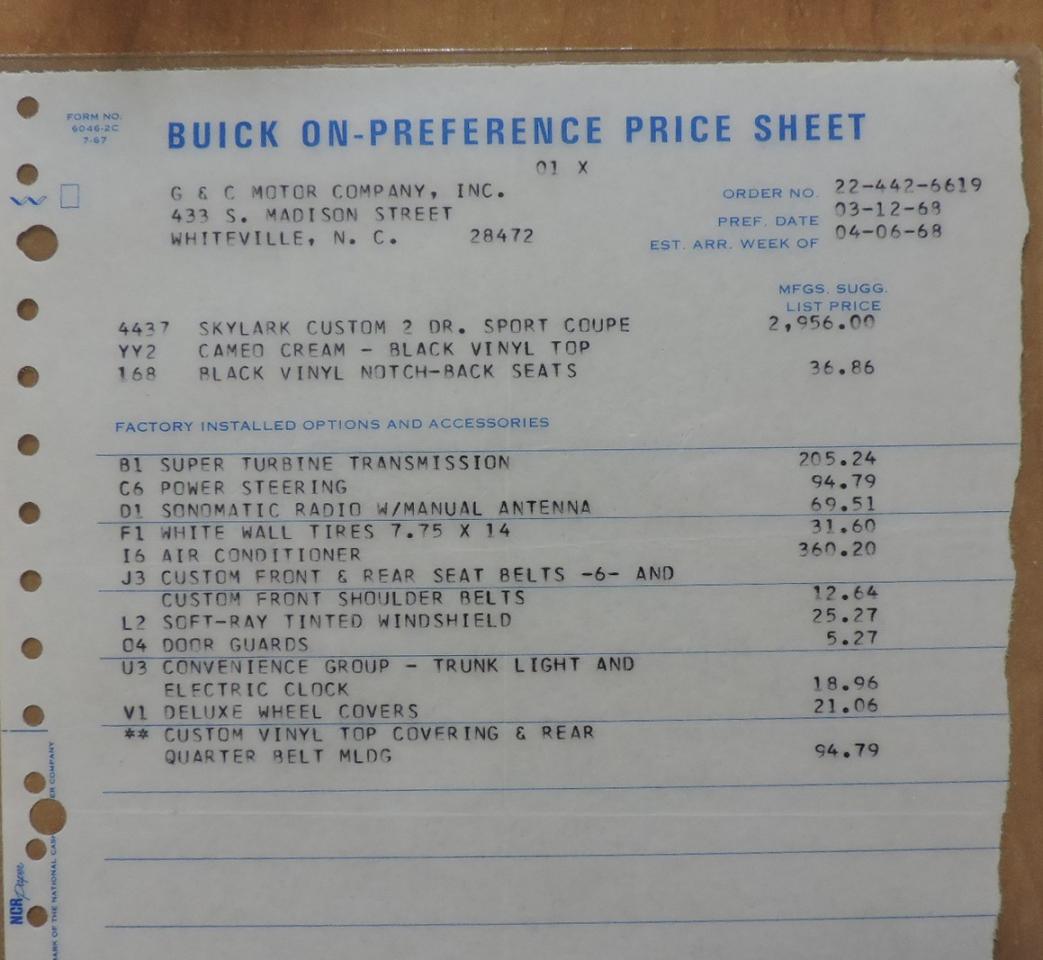 FORM NO.
6046-2C
7-67
BUICK ON-PREFERENCE PRICE SHEET
01 X
G & C MOTOR COMPANY, INC.
433 S. MADISON STREET
WHITEVILLE, N. C. 28472
ORDER NO. 22-442-6619
PREF. DATE 03-12-68
EST. ARR. WEEK OF 04-06-68
MFGS. SUGG.
LIST PRICE
4437 SKYLARK CUSTOM 2 DR. SPORT COUPE 2,956.00
YY2 CAMEO CREAM - BLACK VINYL TOP
168 BLACK VINYL NOTCH-BACK SEATS 36.86
FACTORY INSTALLED OPTIONS AND ACCESSORIES
B1 SUPER TURBINE TRANSMISSION 205.24
C6 POWER STEERING 94.79
D1 SONOMATIC RADIO W/MANUAL ANTENNA 69.51
F1 WHITE WALL TIRES 7.75 X 14 31.60
I6 AIR CONDITIONER 360.20
J3 CUSTOM FRONT & REAR SEAT BELTS -6- AND
CUSTOM FRONT SHOULDER BELTS 12.64
L2 SOFT-RAY TINTED WINDSHIELD 25.27
O4 DOOR GUARDS 5.27
U3 CONVENIENCE GROUP - TRUNK LIGHT AND
ELECTRIC CLOCK 18.96
V1 DELUXE WHEEL COVERS 21.06
** CUSTOM VINYL TOP COVERING & REAR
QUARTER BELT MLDG 94.79
NCR Paper
OF THE NATIONAL CASH COMPANY